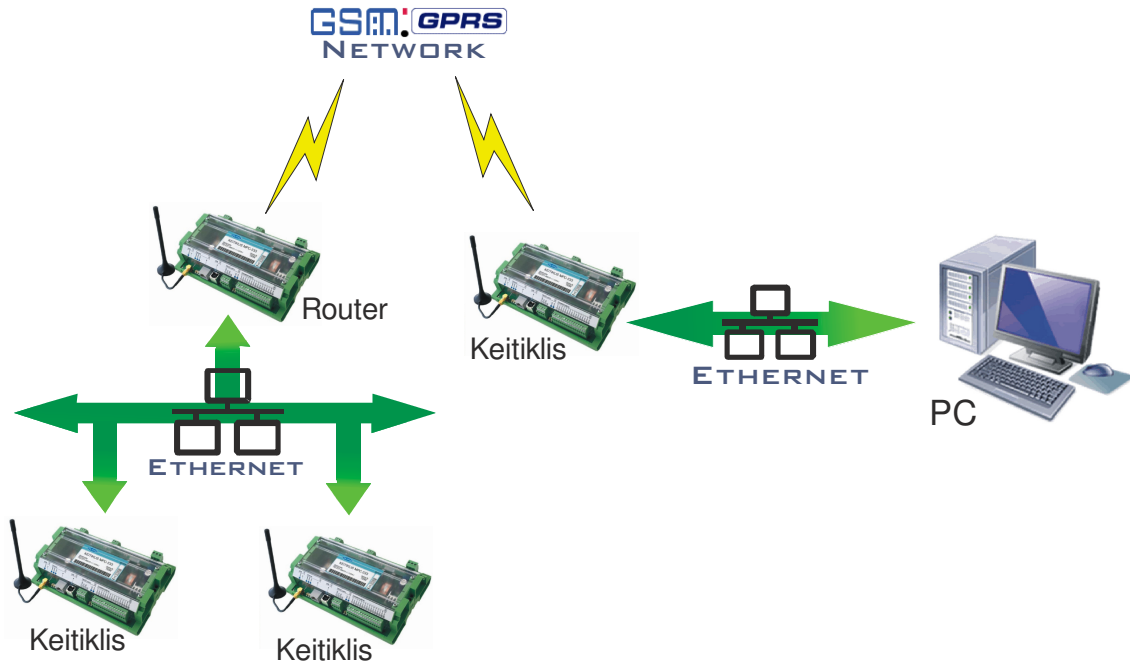 GSM GPRS
NETWORK
Router
Keitiklis
ETHERNET
PC
ETHERNET
Keitiklis
Keitiklis